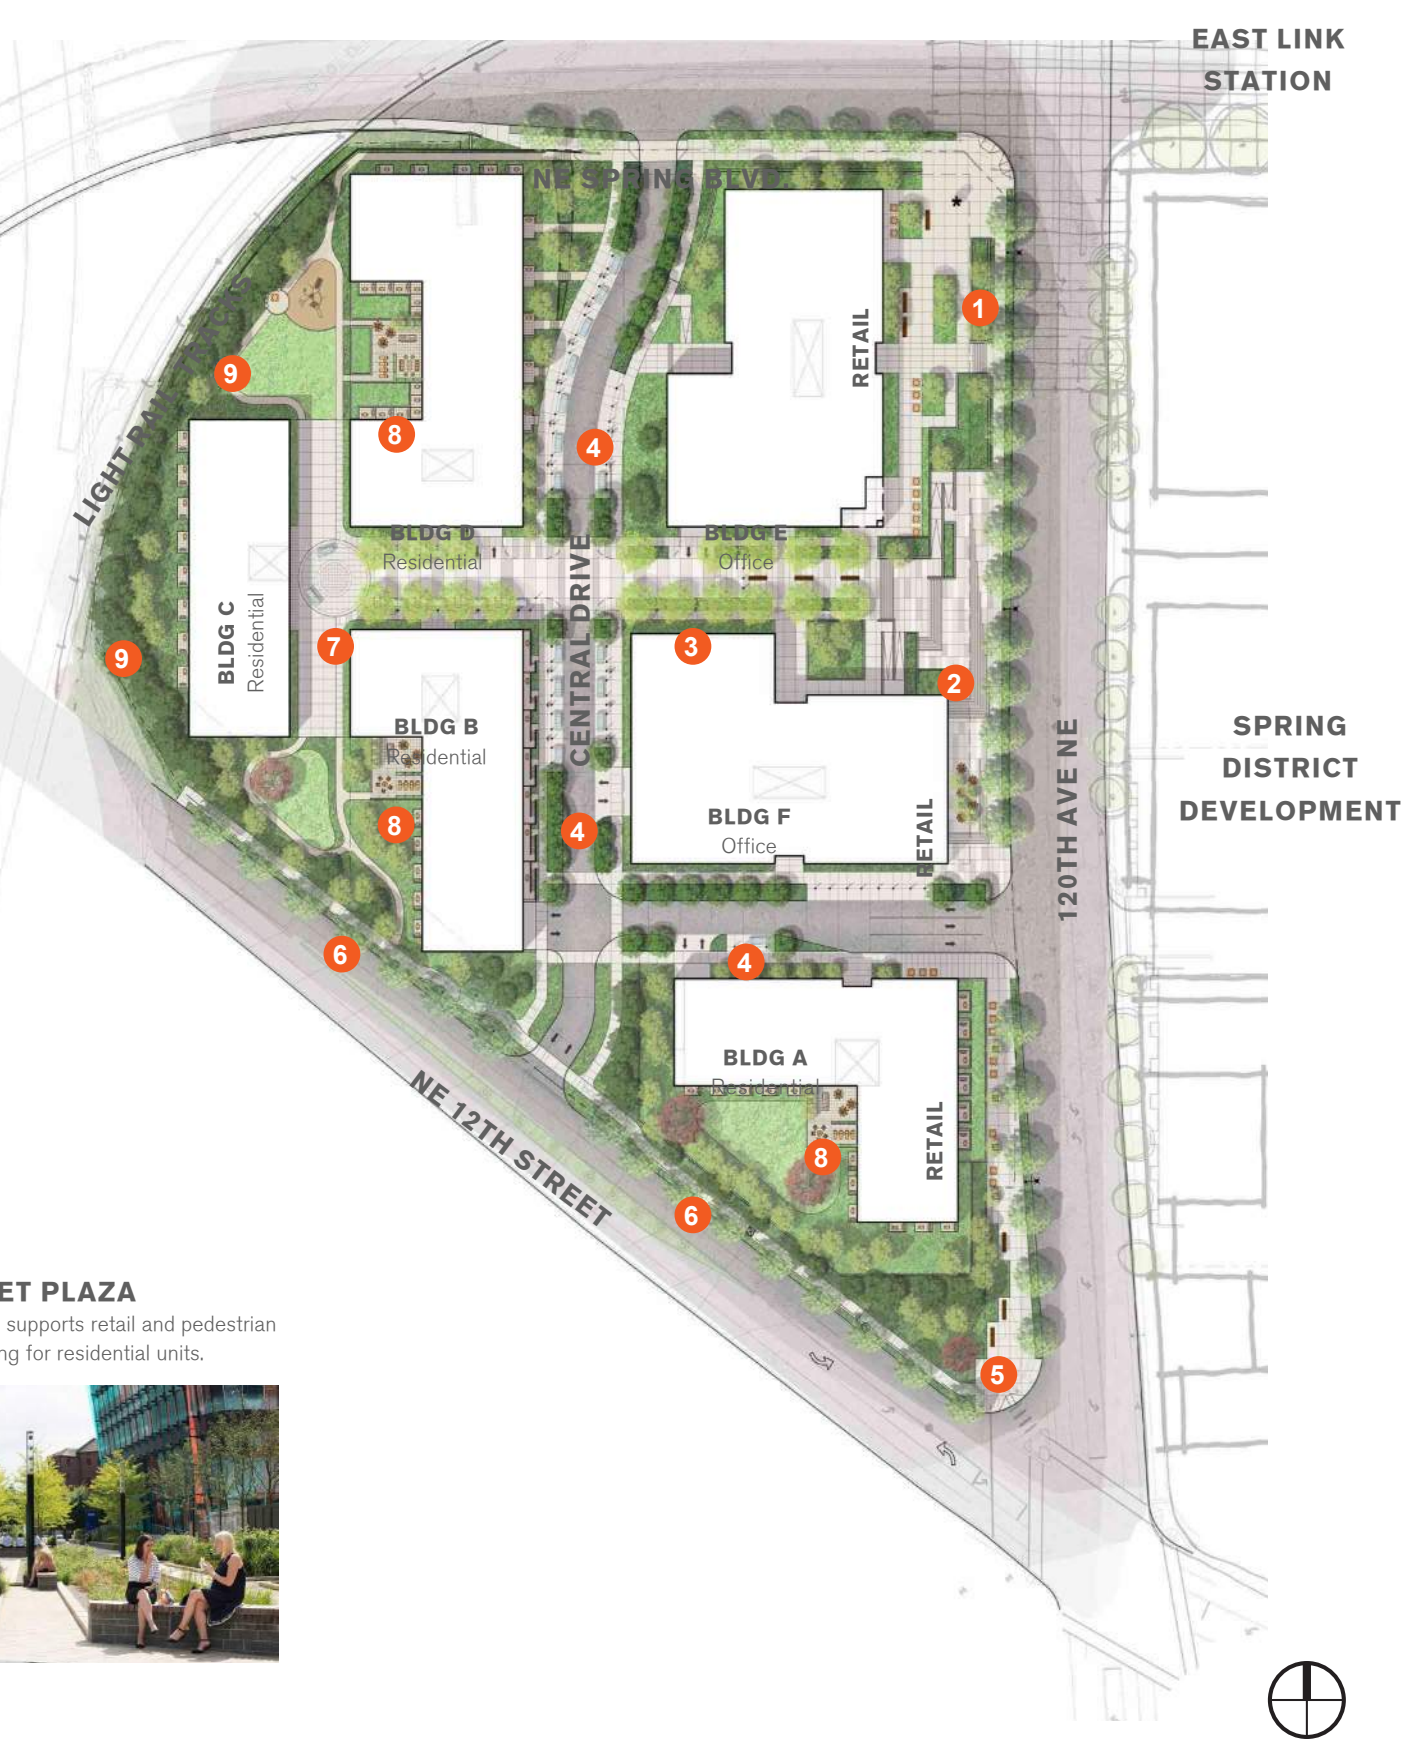 EAST LINK
STATION
NE SPRING BLVD.
*
1
RETAIL
LIGHT RAIL TRACKS
9
8
4
BLDG D
Residential
BLDG E
Office
CENTRAL DRIVE
BLDG C
Residential
7
3
9
2
BLDG B
Residential
SPRING
DISTRICT
DEVELOPMENT
120TH AVE NE
BLDG F
Office
RETAIL
8
4
6
4
BLDG A
Residential
NE 12TH STREET
RETAIL
8
6
5
ET PLAZA
supports retail and pedestrian
ng for residential units.